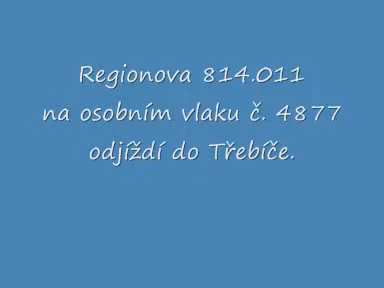 Regionova 814.011
na osobním vlaku č. 4877
odjíždí do Třebíče.